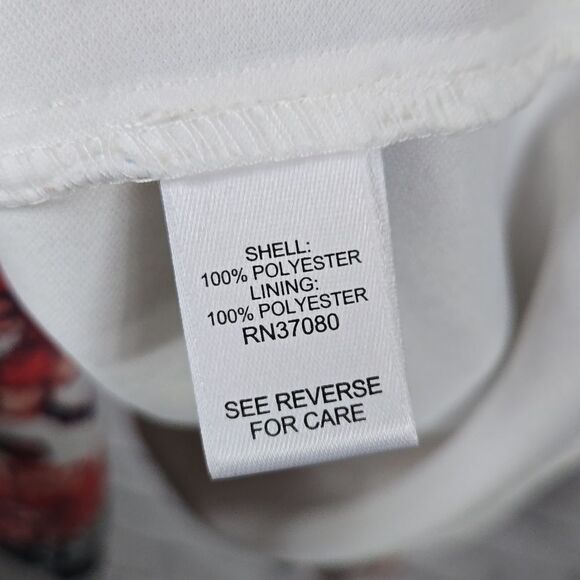 SHELL:
100% POLYESTER
LINING:
100% POLYESTER
RN37080
SEE REVERSE
FOR CARE